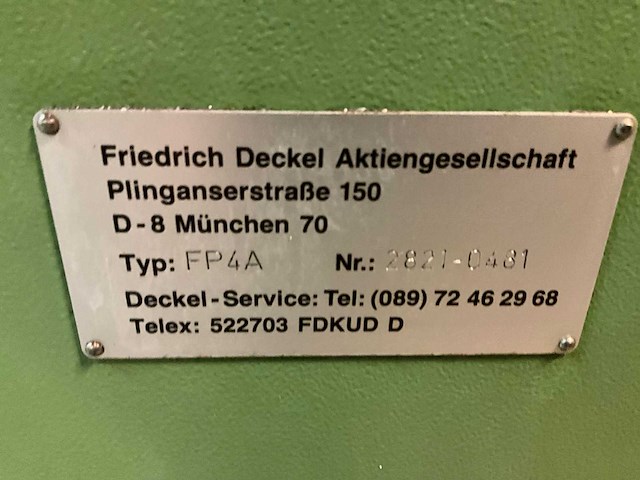 Friedrich Deckel Aktiengesellschaft
Plinganserstraße 150
D-8 München 70
Typ: FP4A Nr.: 2821-0481
Deckel-Service: Tel: (089) 72 46 29 68
Telex: 522703 FDKUD D